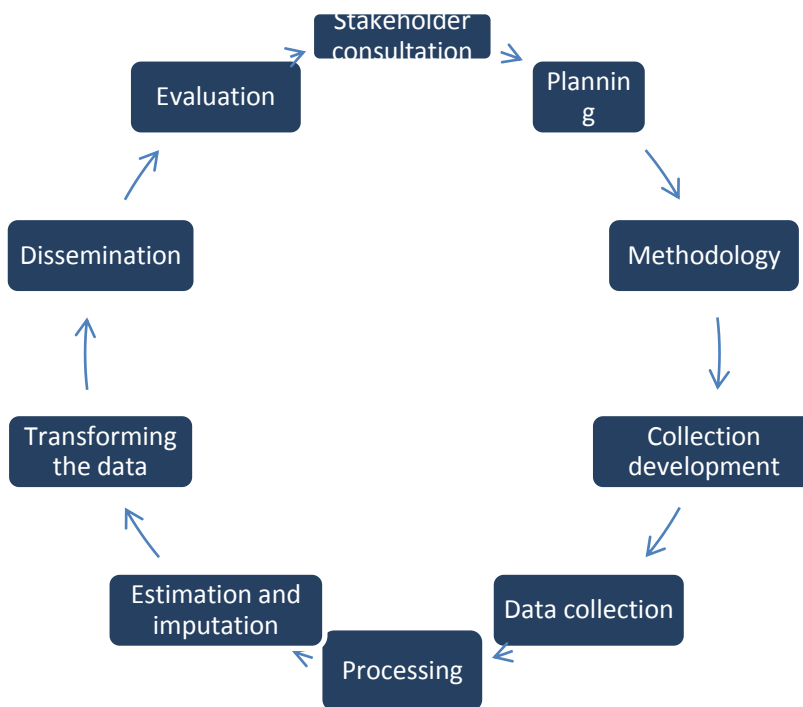 Stakeholder
consultation
Plannin
g
Methodology
Collection
development
Data collection
Processing
Estimation and
imputation
Transforming
the data
Dissemination
Evaluation